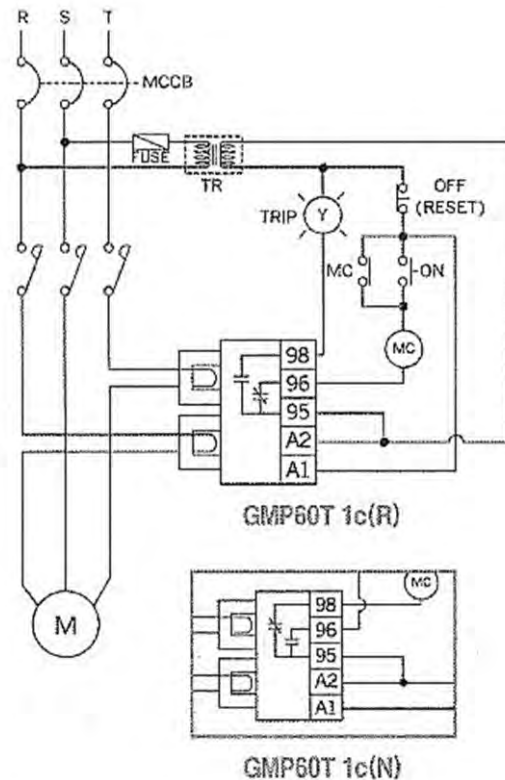 R S T
MCCB
FUSE
TR
OFF
(RESET)
TRIP Y
MC ON
MC
98
96
95
A2
A1
GMP60T 1c(R)
MC
98
96
95
A2
A1
M
GMP60T 1c(N)